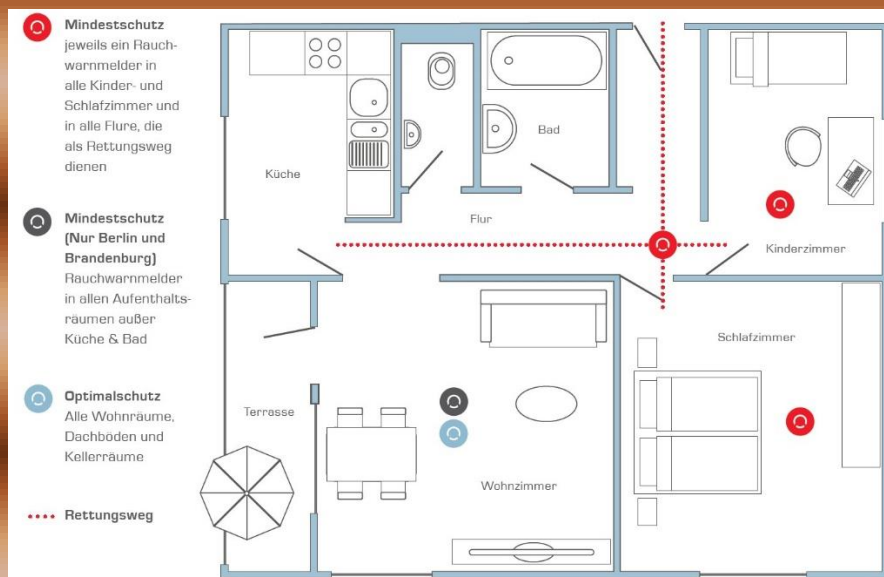 Mindestschutz
jeweils ein Rauch-
warnmelder in
alle Kinder- und
Schlafzimmer und
in alle Flure, die
als Rettungsweg
dienen
Mindestschutz
(Nur Berlin und
Brandenburg)
Rauchwarnmelder
in allen Aufenthalts-
räumen außer
Küche & Bad
Optimalschutz
Alle Wohnräume,
Dachböden und
Kellerräume
Rettungsweg
Küche
Bad
Flur
Kinderzimmer
Schlafzimmer
Terrasse
Wohnzimmer